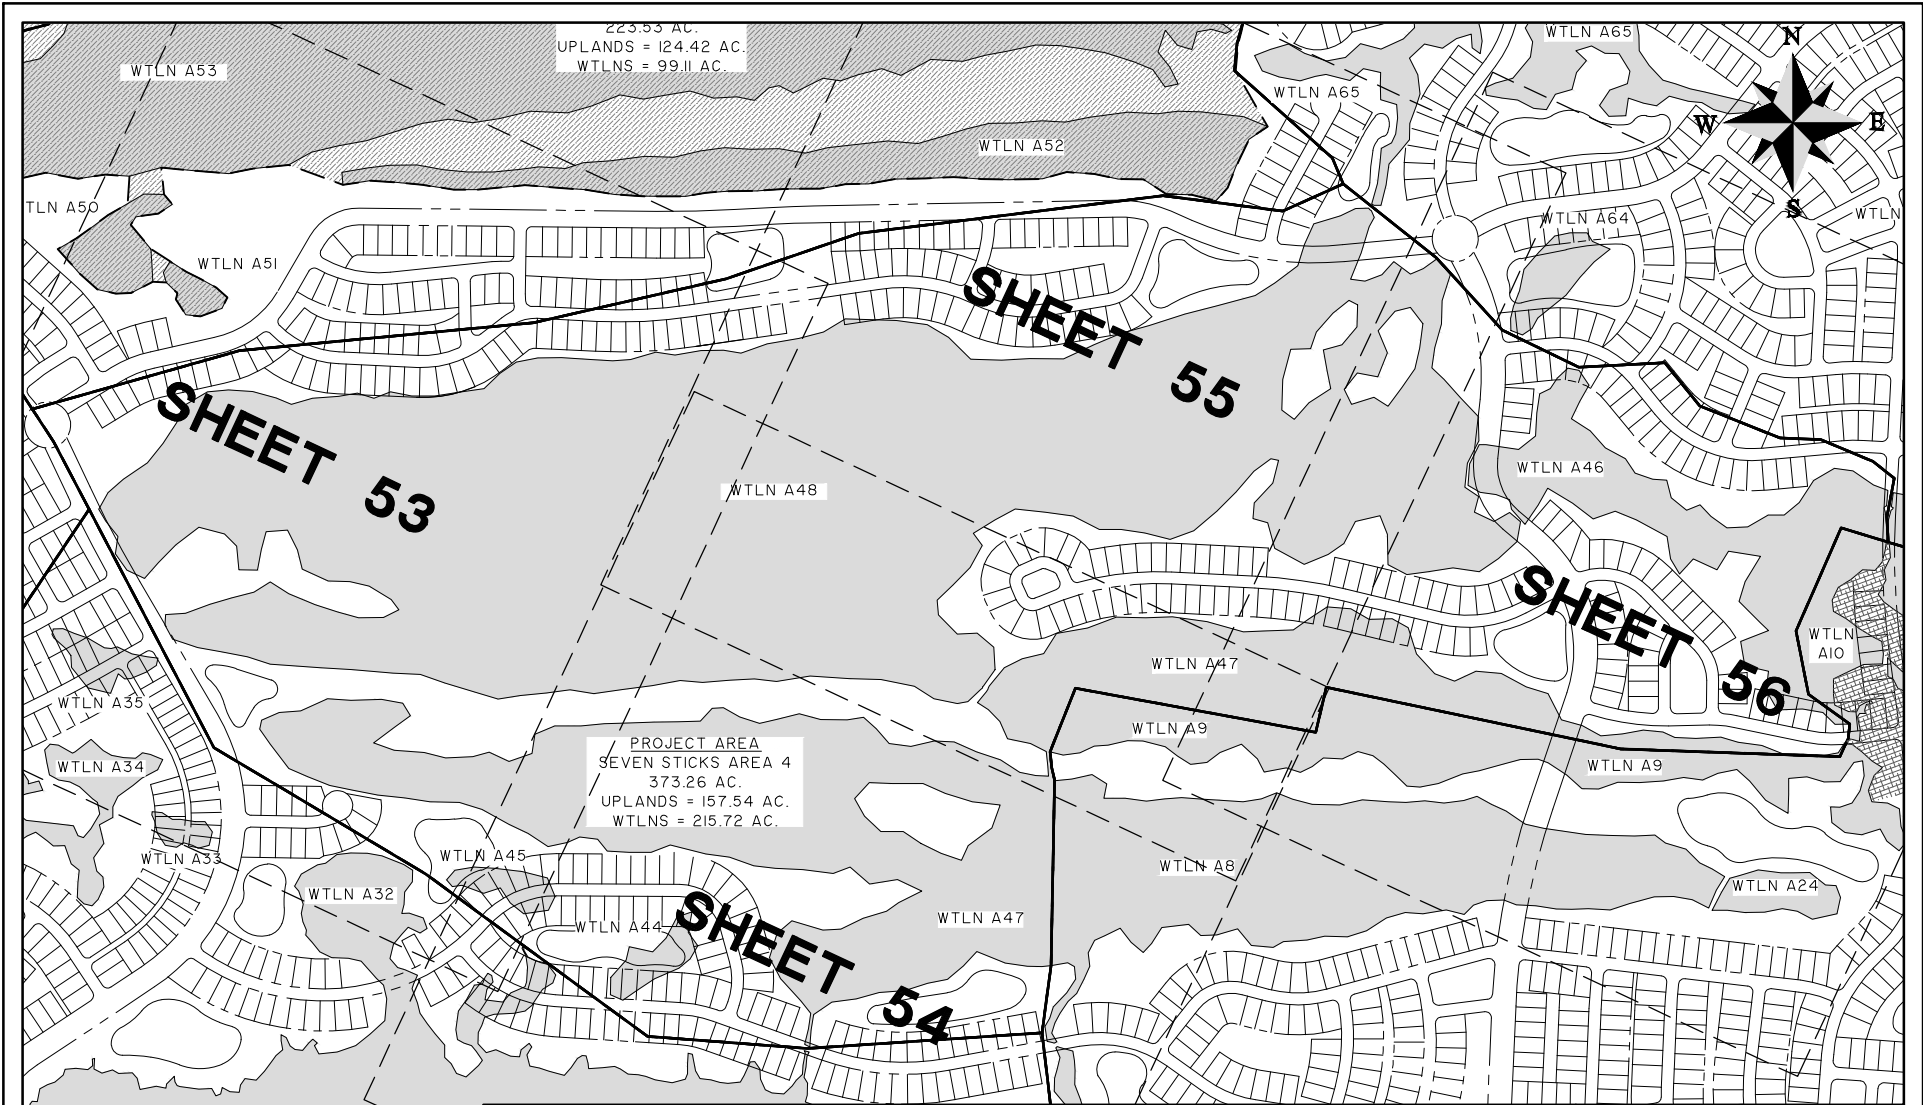 223.53 AC.
UPLANDS = 124.42 AC.
WTLNS = 99.11 AC.
WTLN A65
N
WTLN A53
WTLN A65
W
E
WTLN A52
TLN A50
S
WTLN A64
WTLN
WTLN A51
SHEET 55
SHEET 53
WTLN A46
WTLN A48
SHEET 56
WTLN
A10
WTLN A47
WTLN A35
WTLN A9
PROJECT AREA
SEVEN STICKS AREA 4
373.26 AC.
UPLANDS = 157.54 AC.
WTLNS = 215.72 AC.
WTLN A34
WTLN A9
WTLN A33
WTLN A45
WTLN A8
WTLN A32
WTLN A24
WTLN A44
WTLN A47
SHEET 54